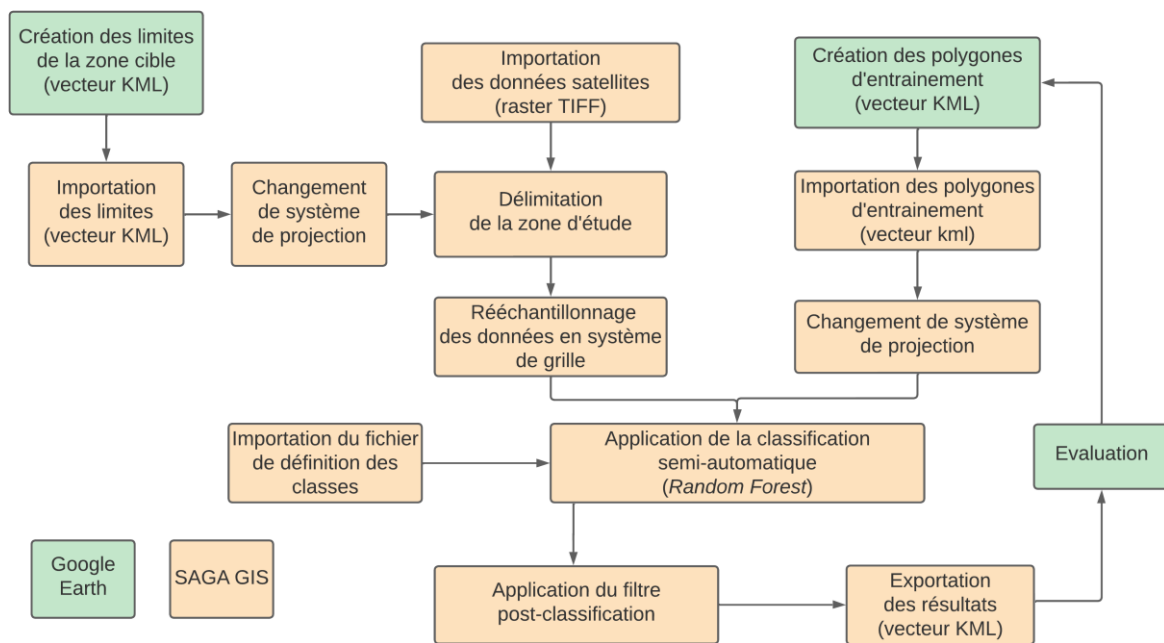 Création des limites
de la zone cible
(vecteur KML)
Importation
des données satellites
(raster TIFF)
Création des polygones
d'entrainement
(vecteur KML)
Importation
des limites
(vecteur KML)
Changement
de système
de projection
Délimitation
de la zone d'étude
Importation des polygones
d'entrainement
(vecteur kml)
Rééchantillonnage
des données en système
de grille
Changement de système
de projection
Importation du fichier
de définition des
classes
Application de la classification
semi-automatique
(Random Forest)
Evaluation
Google
Earth
SAGA GIS
Application du filtre
post-classification
Exportation
des résultats
(vecteur KML)